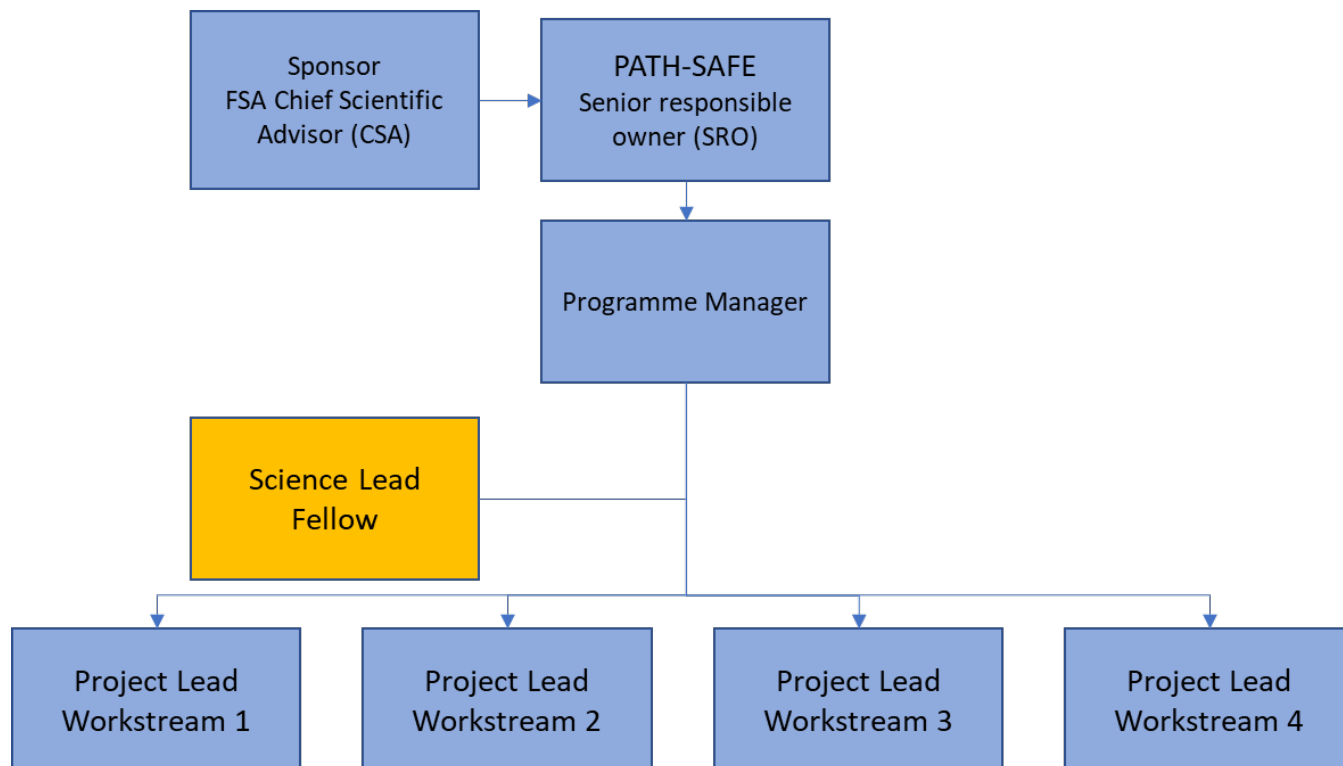 Sponsor
FSA Chief Scientific
Advisor (CSA)
PATH-SAFE
Senior responsible
owner (SRO)
Programme Manager
Science Lead
Fellow
Project Lead
Workstream 1
Project Lead
Workstream 2
Project Lead
Workstream 3
Project Lead
Workstream 4